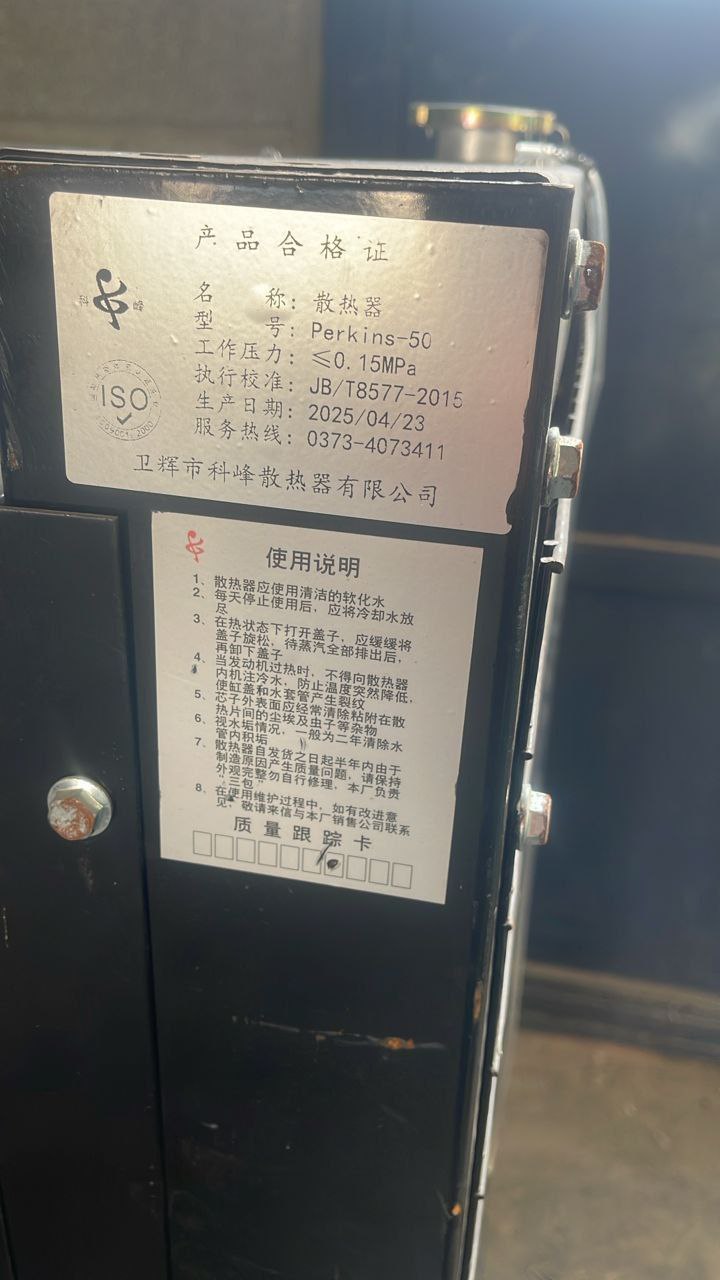 产品合格证
科峰
名 称：散热器
型 号：Perkins-50
工作压力：≤0.15MPa
执行校准：JB/T8577-2015
生产日期：2025/04/23
服务热线：0373-4073411
ISO
卫辉市科峰散热器有限公司
使用说明
1、散热器应使用清洁的软化水
2、每天停止使用后，应将冷却水放
尽
3、在热状态下打开盖子，应缓缓将
盖子旋松，待蒸汽全部排出后，
再卸下盖子
4、当发动机过热时，不得向散热器
内机注冷水，防止温度突然降低，
使缸盖和水套管产生裂纹
5、芯子外表面应经常清除粘附在散
热片间的尘埃及虫子等杂物
6、视水垢情况，一般为二年清除水
管内积垢
7、散热器自发货之日起半年内由于
制造原因产生质量问题，请保持
外观完整勿自行修理，本厂负责
“三包”
8、在使用维护过程中，如有改进意
见，敬请来信与本厂销售公司联系
质量跟踪卡